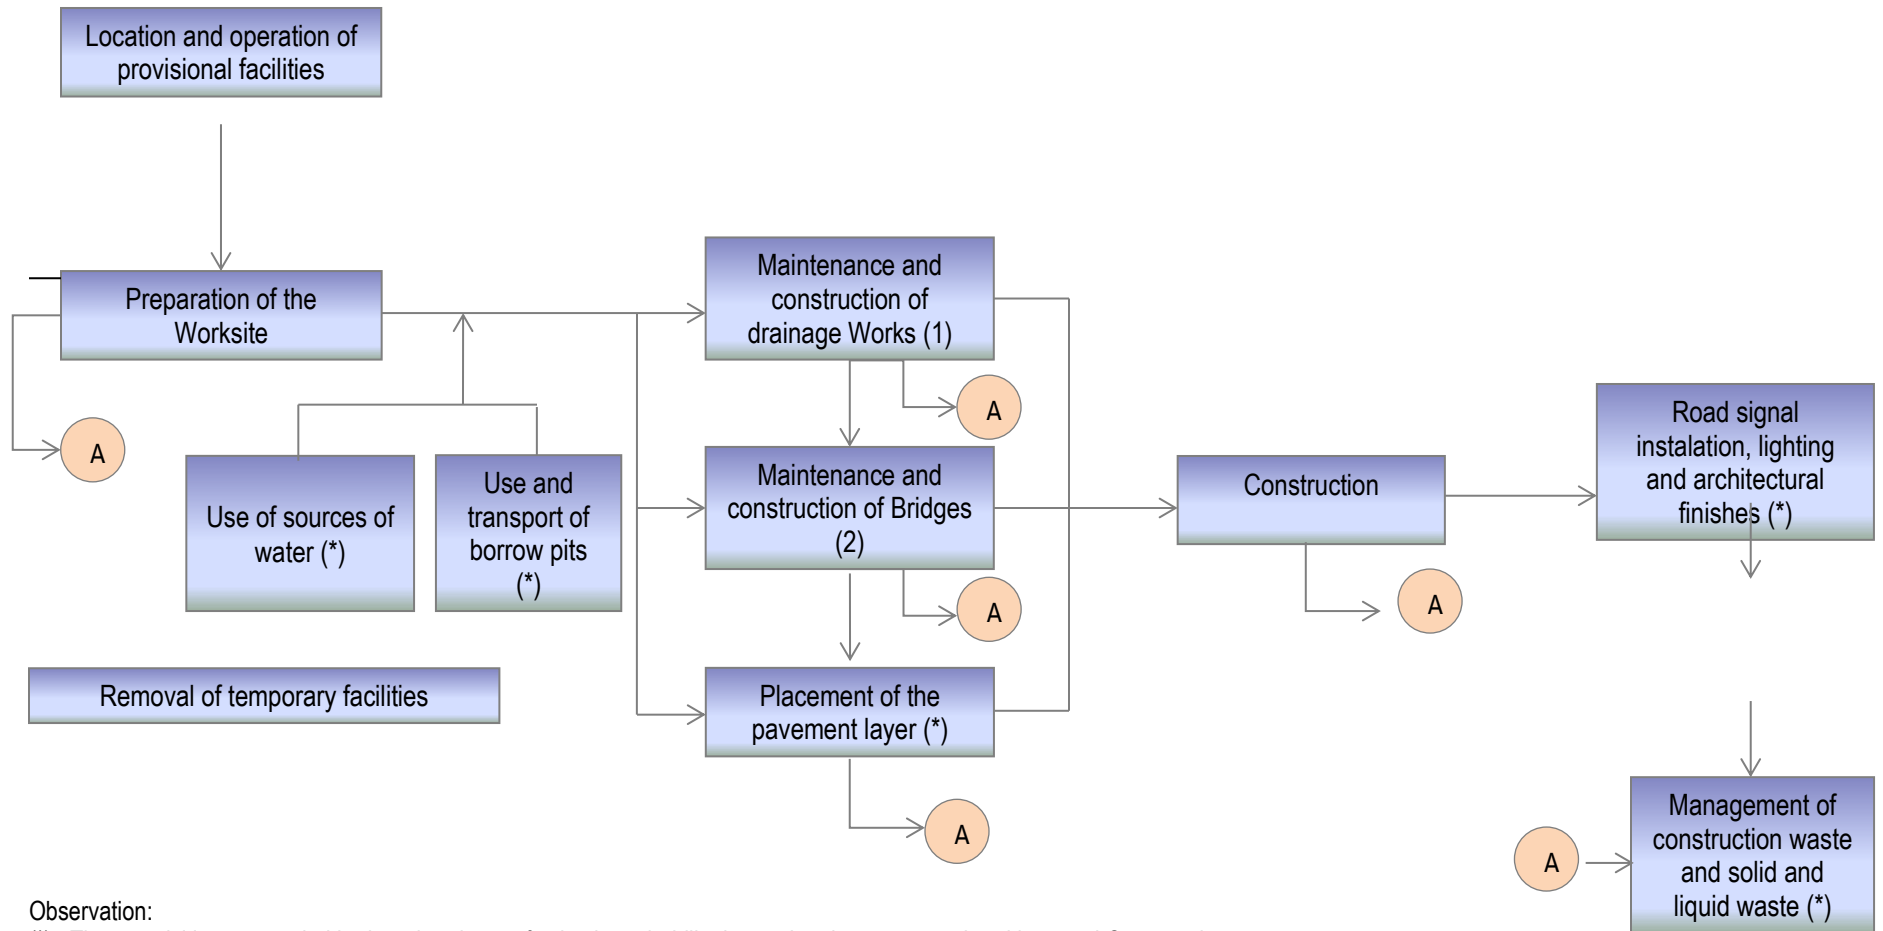 Location and operation of
provisional facilities
Preparation of the
Worksite
A
Use of sources of
water (*)
Use and
transport of
borrow pits
(*)
Removal of temporary facilities
Maintenance and
construction of
drainage Works (1)
A
Maintenance and
construction of Bridges
(2)
A
Placement of the
pavement layer (*)
A
Construction
A
Road signal
instalation, lighting
and architectural
finishes (*)
A
Management of
construction waste
and solid and
liquid waste (*)
Observation: